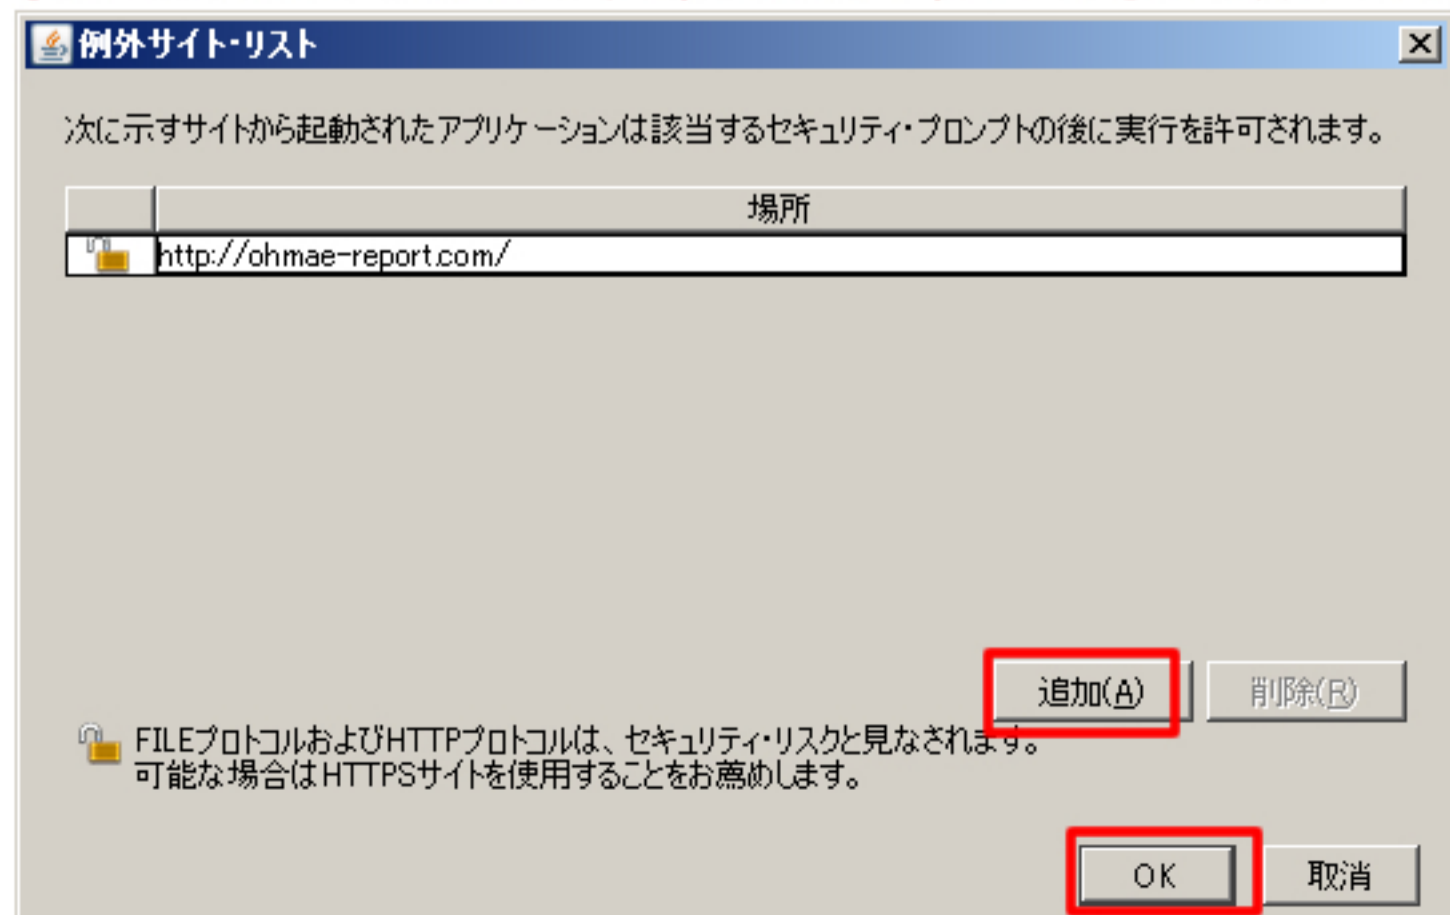 例外サイト・リスト
次に示すサイトから起動されたアプリケーションは該当するセキュリティ・プロンプトの後に実行を許可されます。
場所
http://ohmae-report.com/
追加(A)
削除(R)
FILEプロトコルおよびHTTPプロトコルは、セキュリティ・リスクと見なされます。
可能な場合はHTTPSサイトを使用することをお薦めします。
OK
取消